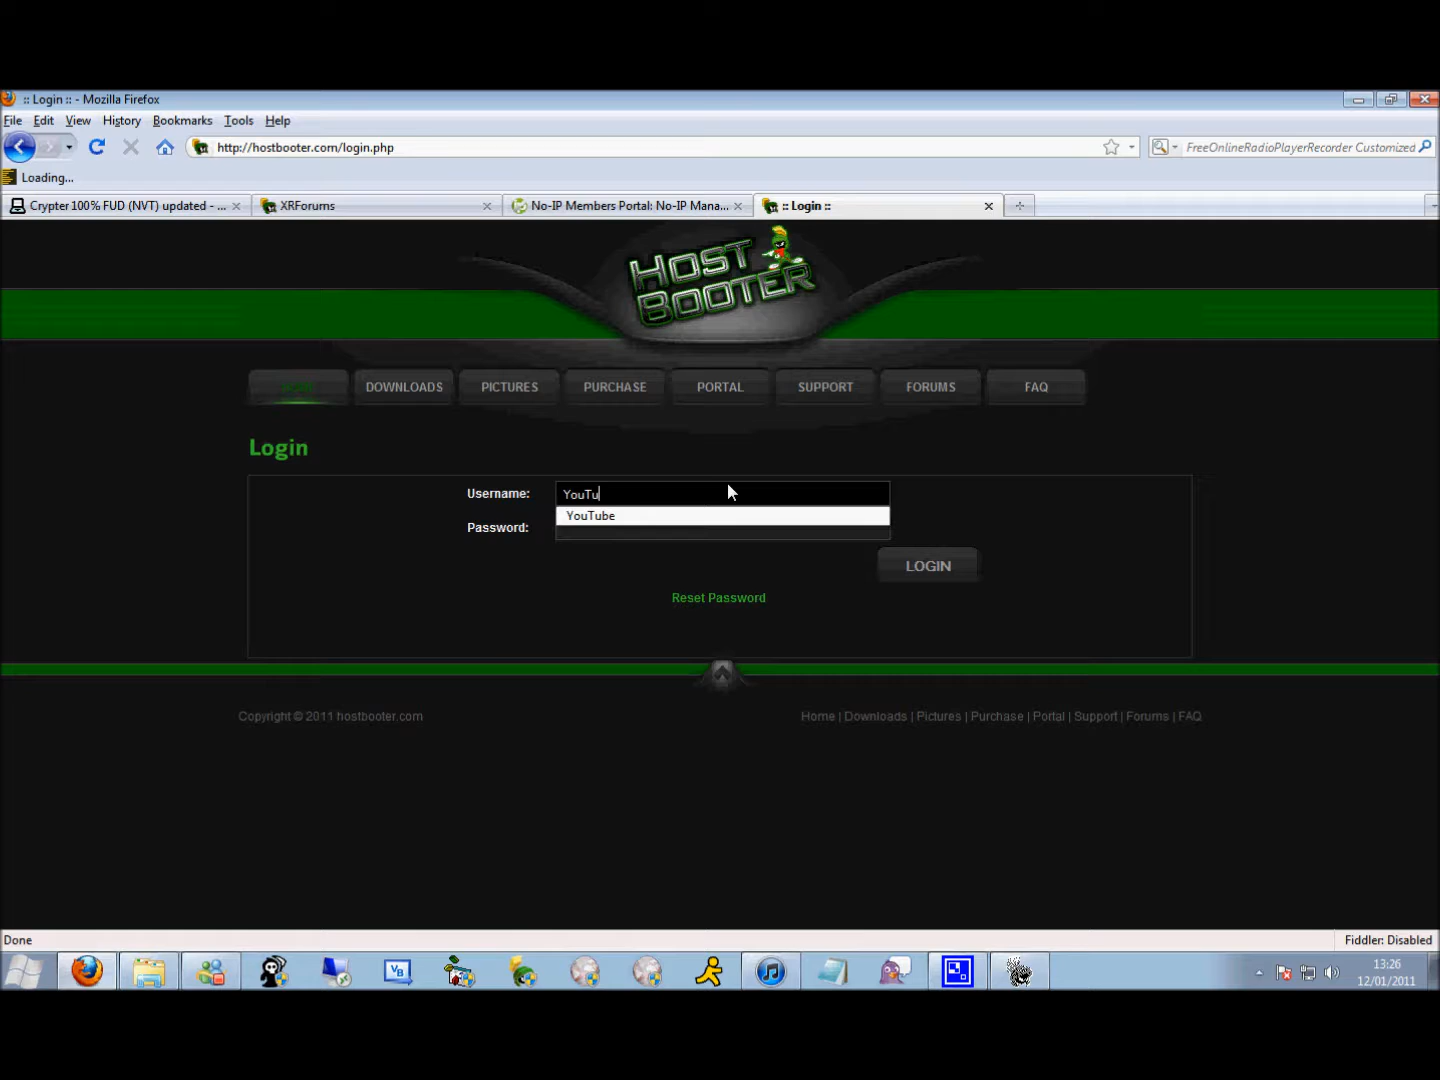 :: Login :: - Mozilla Firefox
File Edit View History Bookmarks Tools Help
http://hostbooter.com/login.php
FreeOnlineRadioPlayerRecorder Customized
Loading...
Crypter 100% FUD (NVT) updated - ...
XRForums
No-IP Members Portal: No-IP Mana...
:: Login ::
HOST
BOOTER
DOWNLOADS PICTURES PURCHASE PORTAL SUPPORT FORUMS FAQ
Login
Username: YouTu
YouTube
Password:
LOGIN
Reset Password
Copyright © 2011 hostbooter.com
Home | Downloads | Pictures | Purchase | Portal | Support | Forums | FAQ
Done
Fiddler: Disabled
VB
13:26
12/01/2011